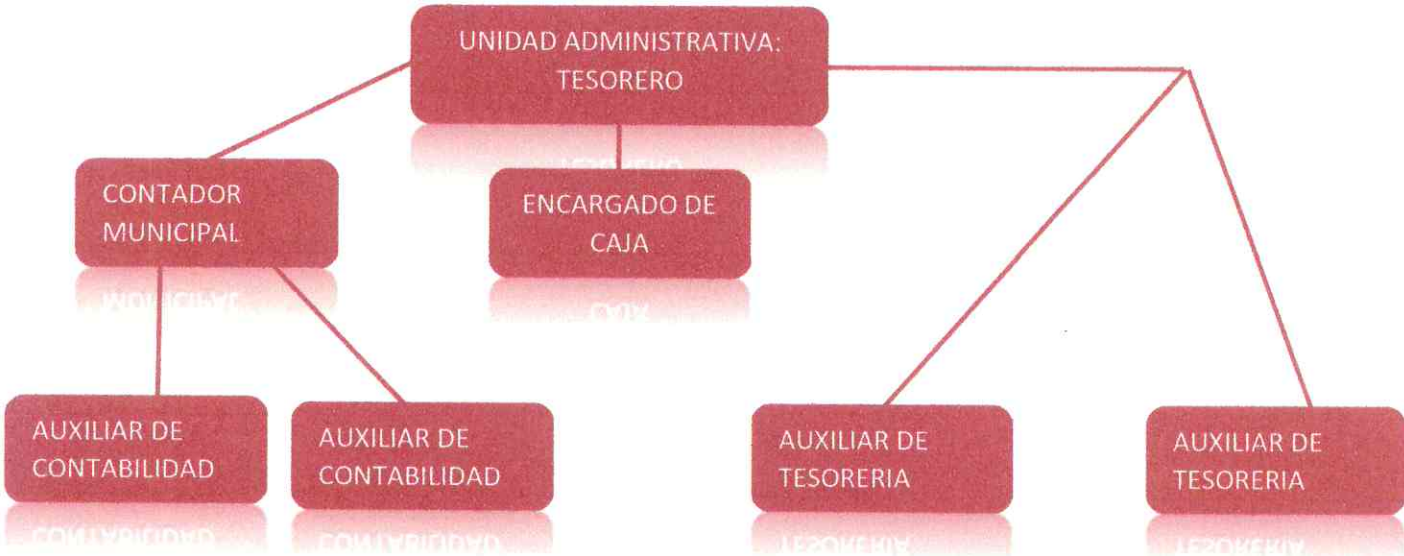 UNIDAD ADMINISTRATIVA:
TESORERO
CONTADOR
MUNICIPAL
ENCARGADO DE
CAJA
AUXILIAR DE
CONTABILIDAD
AUXILIAR DE
CONTABILIDAD
AUXILIAR DE
TESORERIA
AUXILIAR DE
TESORERIA